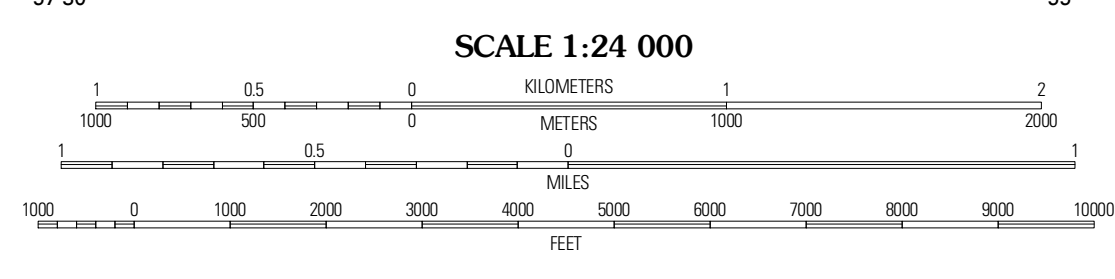 SCALE 1:24 000
1 0.5 0 KILOMETERS 1 2
1000 500 0 METERS 1000 2000
1 0.5 0 1
MILES
1000 0 1000 2000 3000 4000 5000 6000 7000 8000 9000 10000
FEET